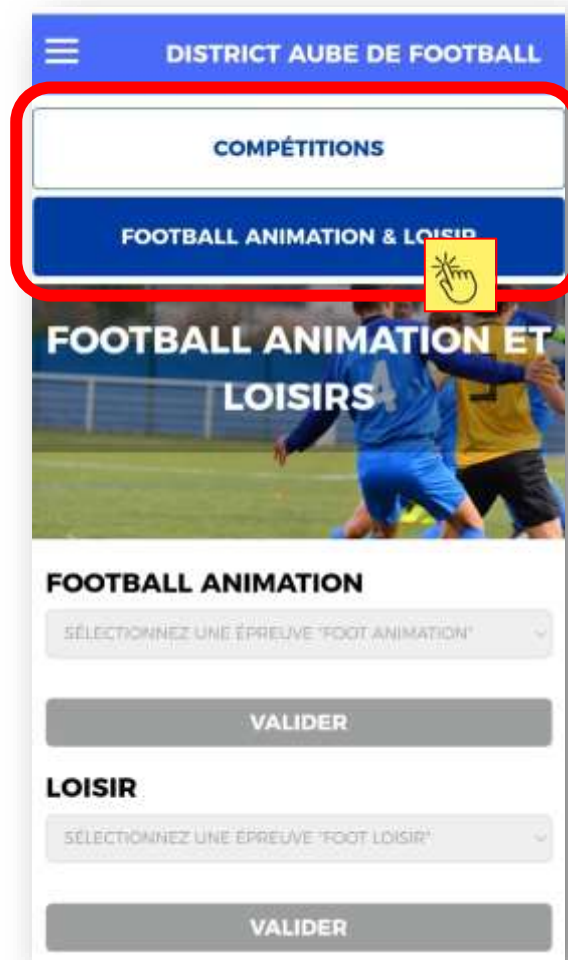 DISTRICT AUBE DE FOOTBALL
COMPÉTITIONS
FOOTBALL ANIMATION & LOISIR
FOOTBALL ANIMATION ET
LOISIRS
4
FOOTBALL ANIMATION
SÉLECTIONNEZ UNE ÉPREUVE "FOOT ANIMATION"
VALIDER
LOISIR
SÉLECTIONNEZ UNE ÉPREUVE "FOOT LOISIR"
VALIDER